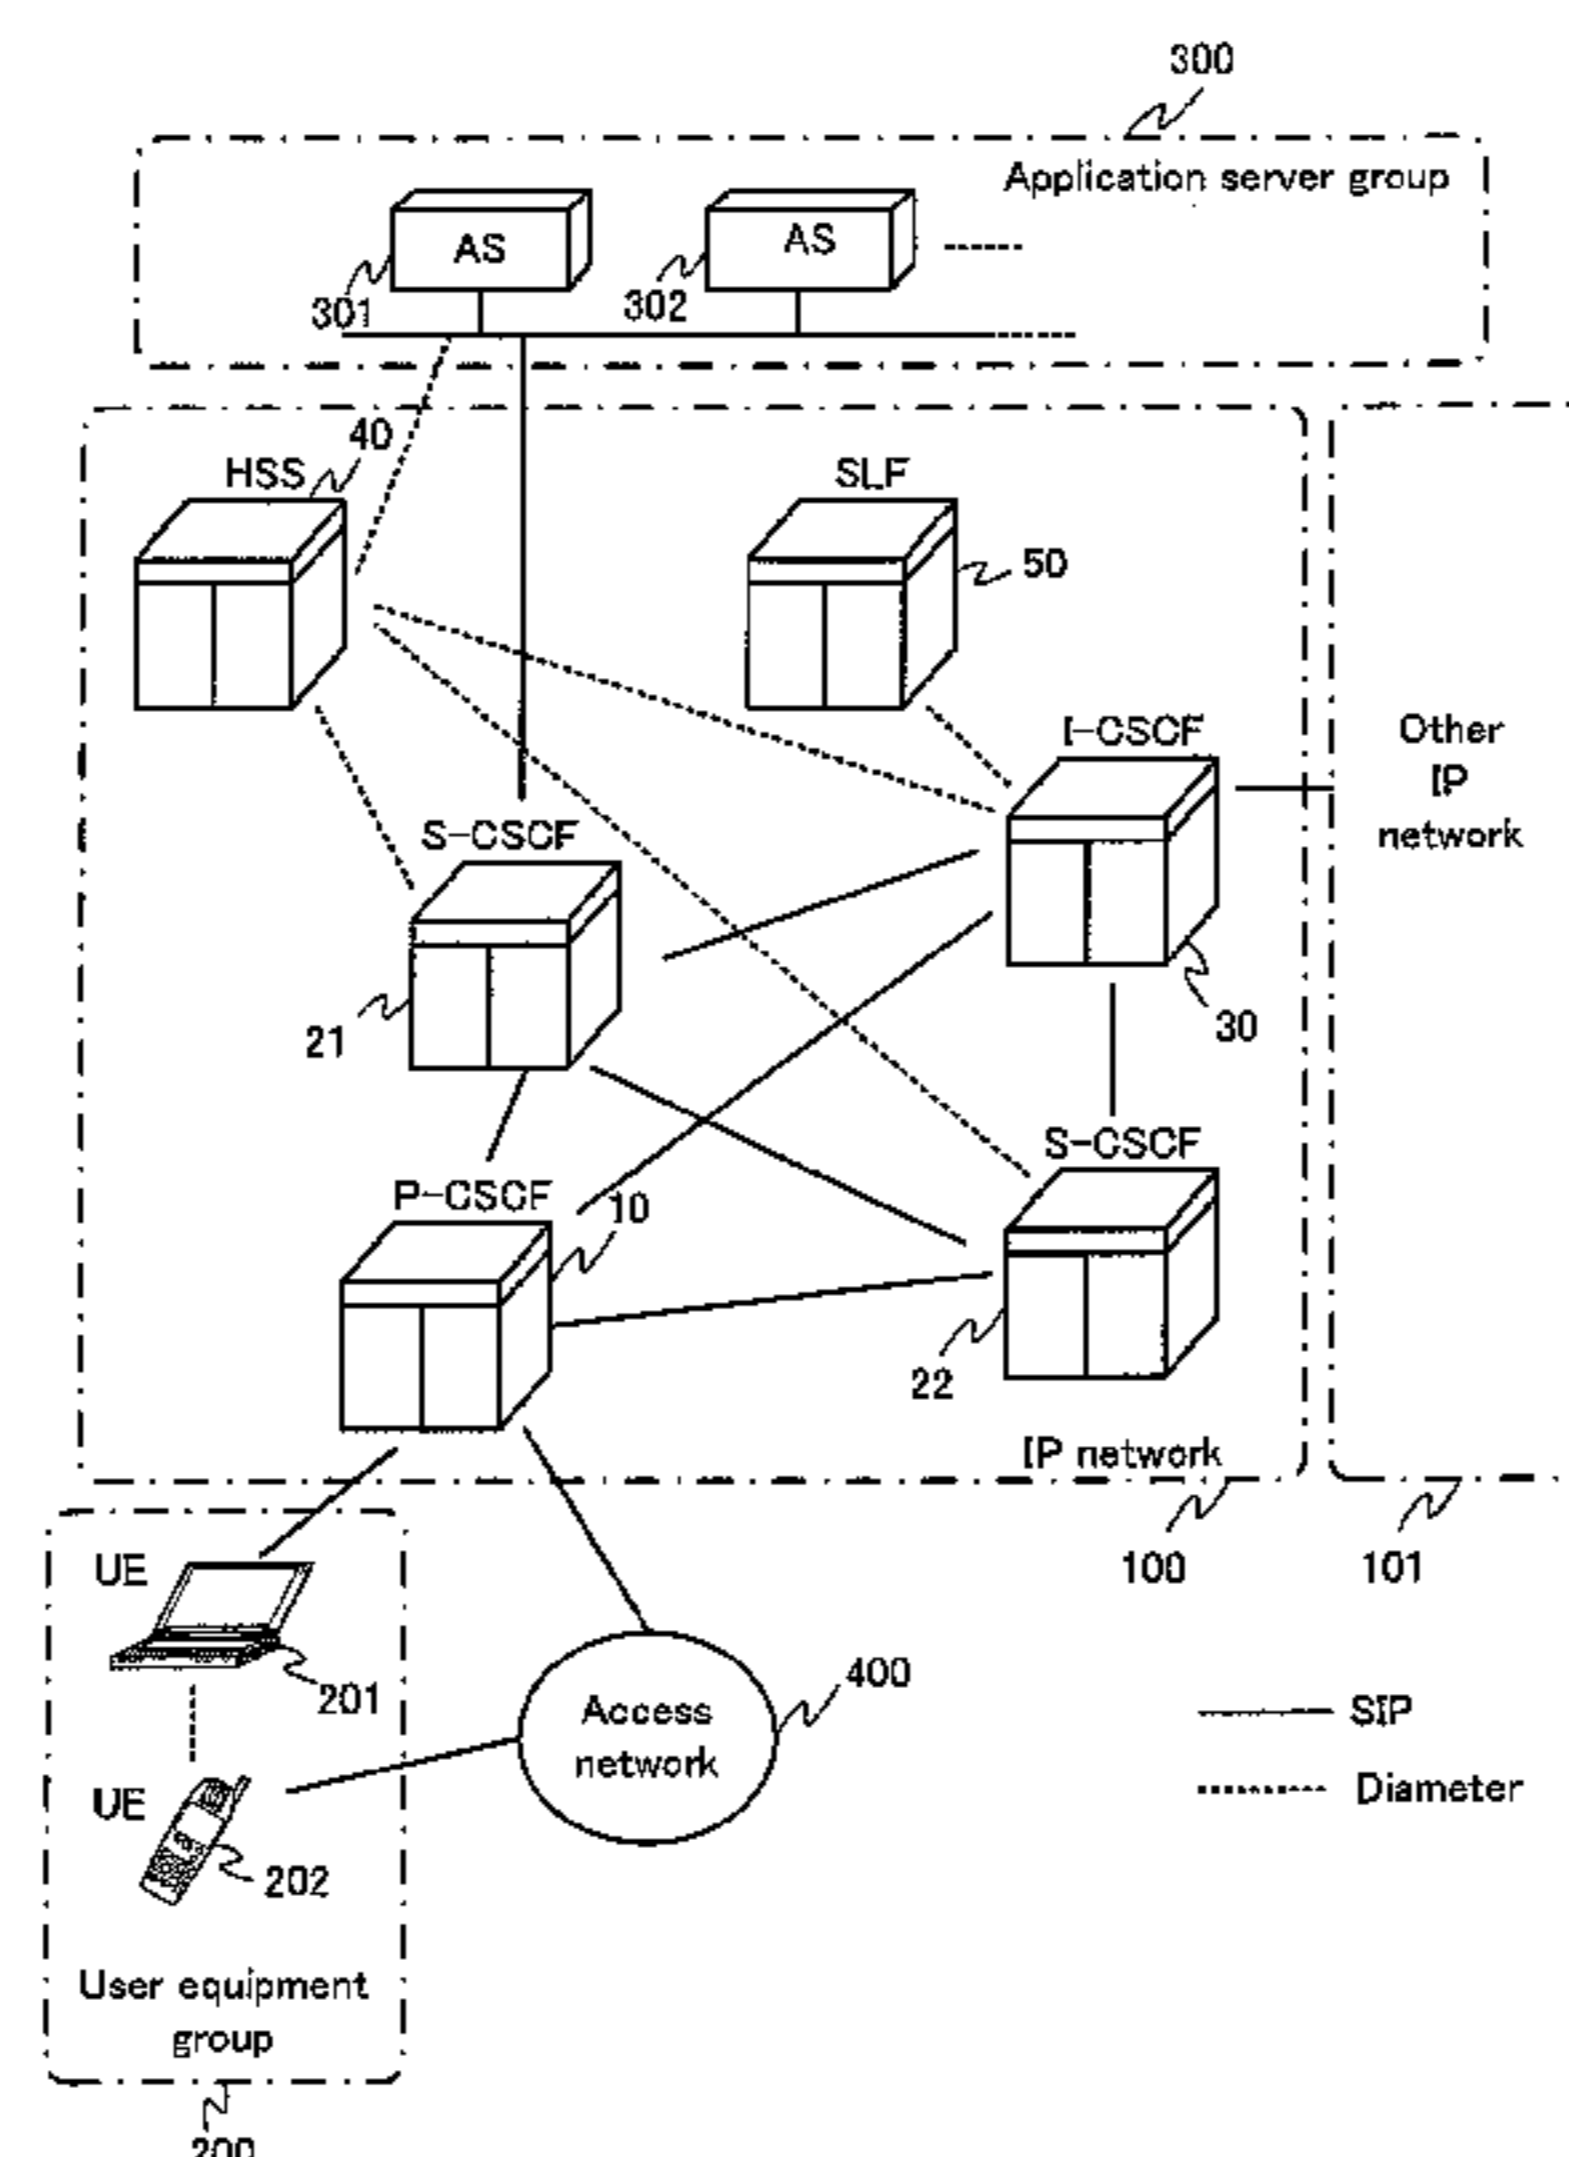 300
Application server group
AS
AS
301
302
40
HSS
SLF
50
I-CSCF
Other
IP
network
S-CSCF
21
30
S-CSCF
P-CSCF
10
22
IP network
100
101
UE
201
Access
network
400
SIP
UE
Diameter
202
User equipment
group
200